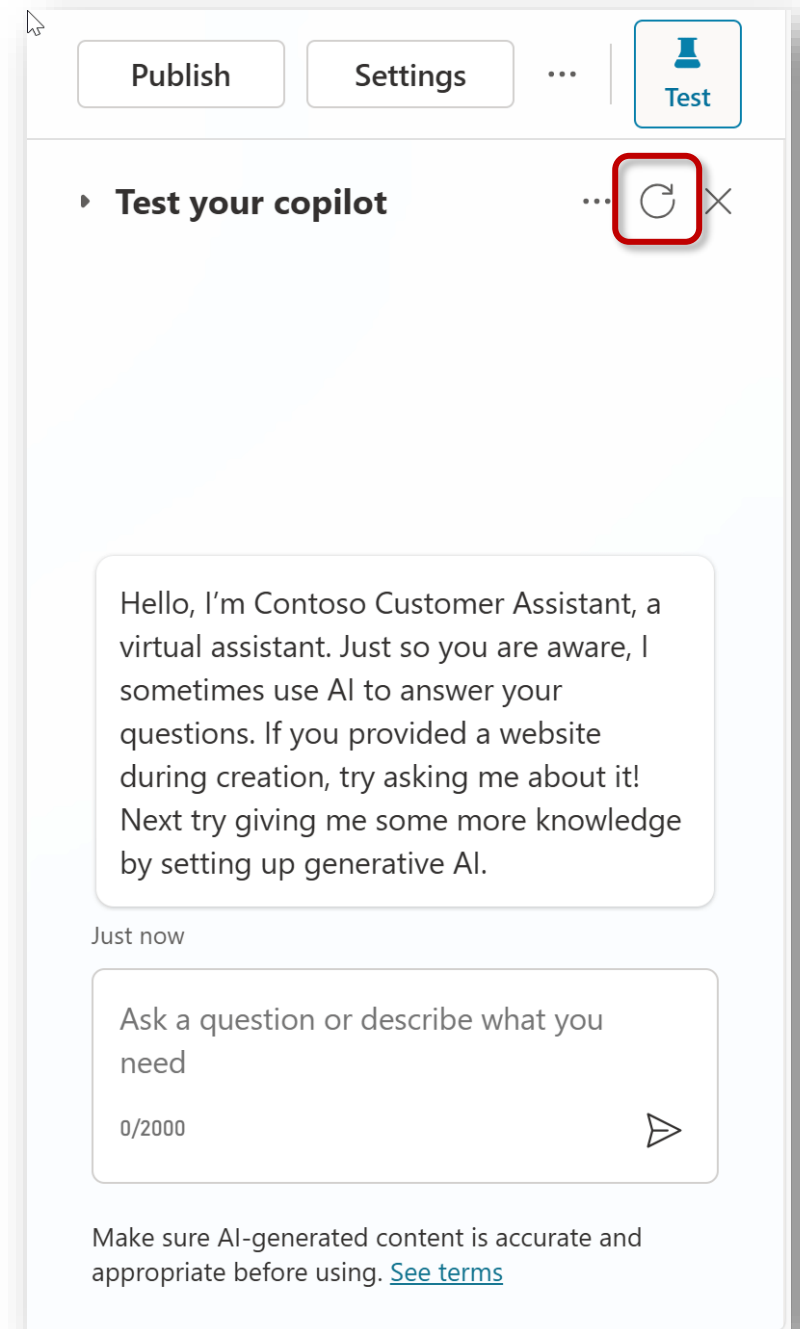 Publish
Settings
Test
Test your copilot
Hello, I’m Contoso Customer Assistant, a
virtual assistant. Just so you are aware, I
sometimes use AI to answer your
questions. If you provided a website
during creation, try asking me about it!
Next try giving me some more knowledge
by setting up generative AI.
Just now
Ask a question or describe what you
need
0/2000
Make sure AI-generated content is accurate and
appropriate before using. See terms